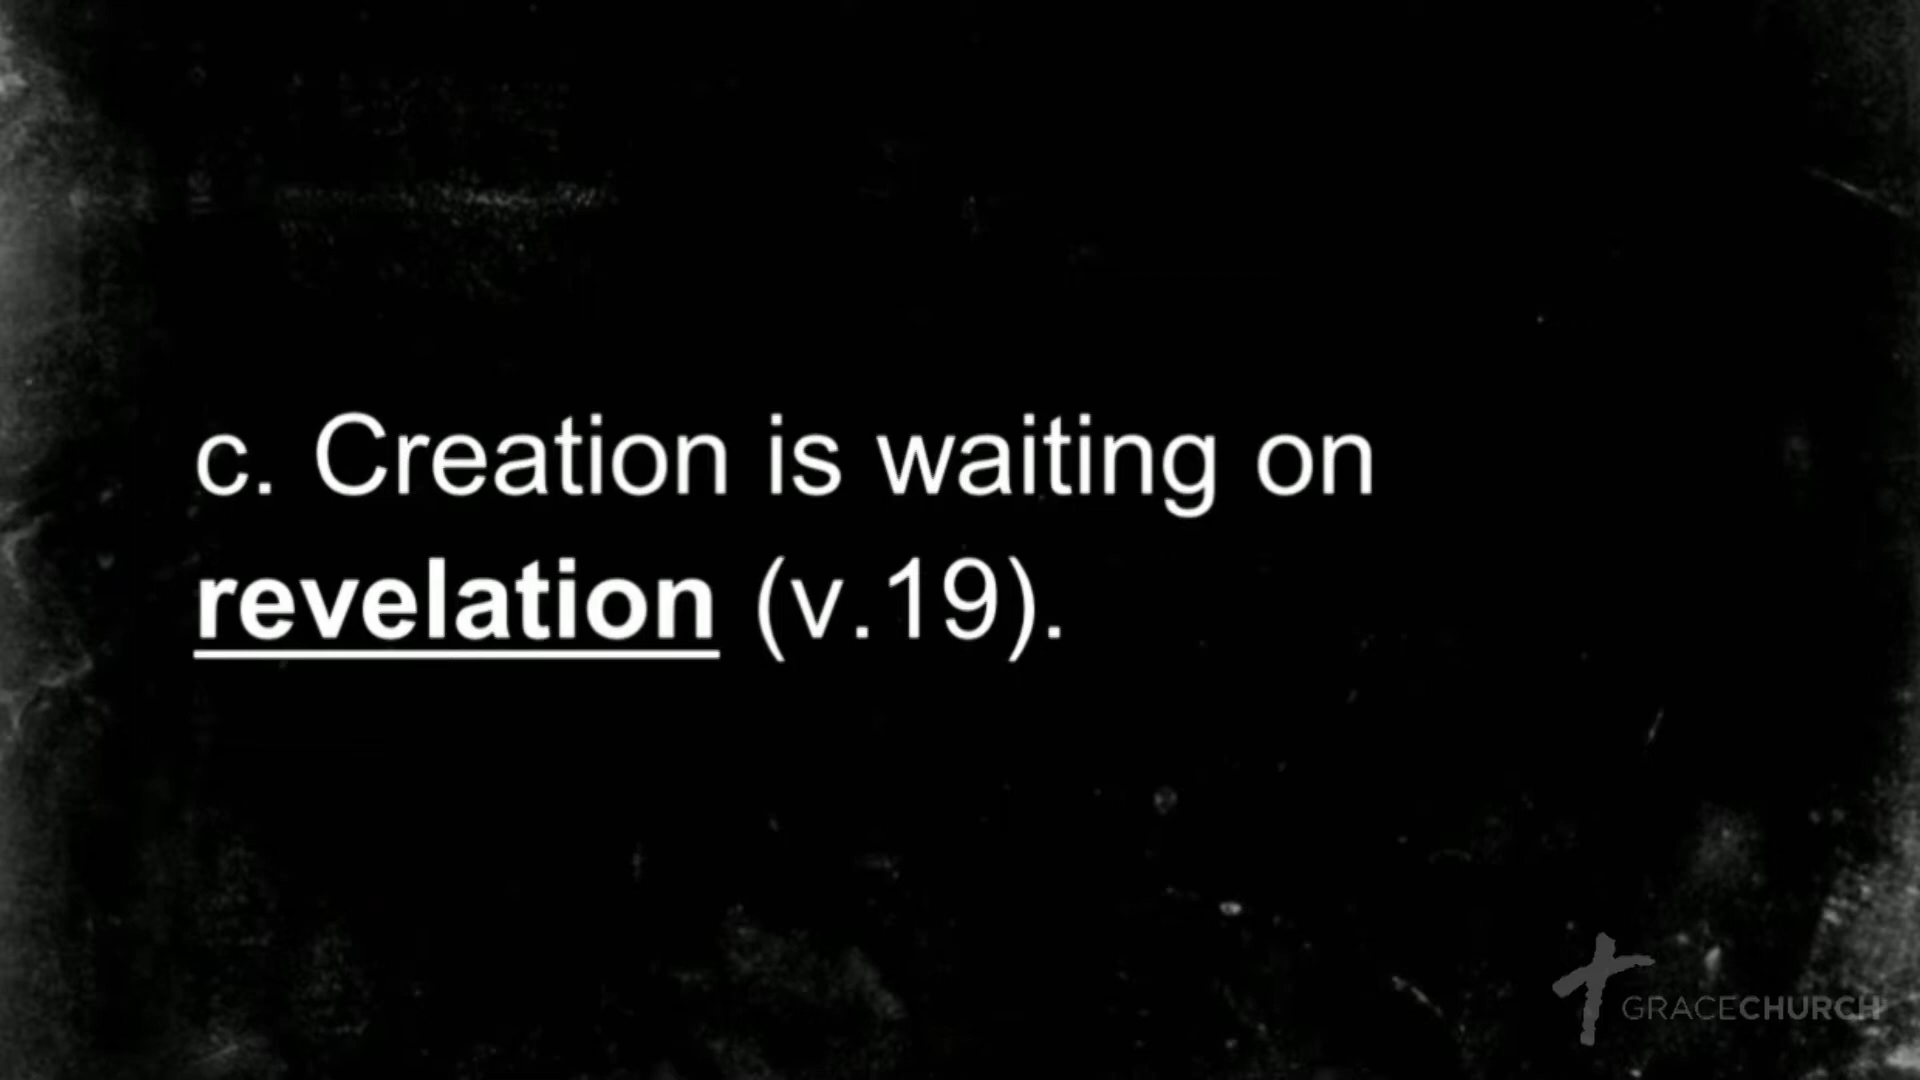 c. Creation is waiting on
revelation (v.19).
GRACECHURCH